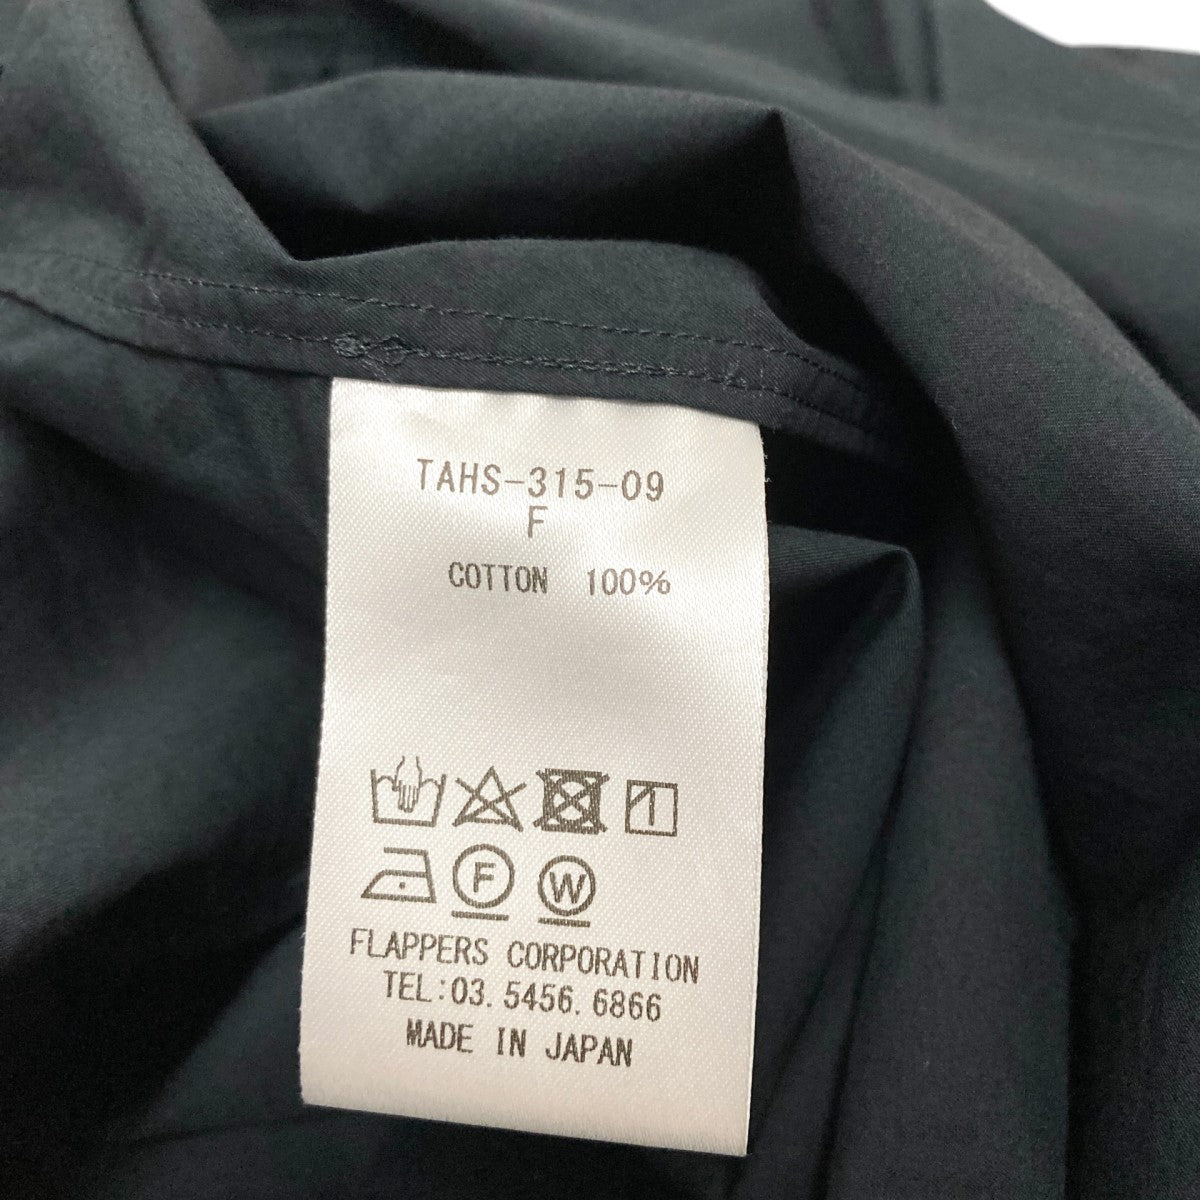 TAHS-315-09
F
COTTON 100%
F W
FLAPPERS CORPORATION
TEL:03. 5456. 6866
MADE IN JAPAN